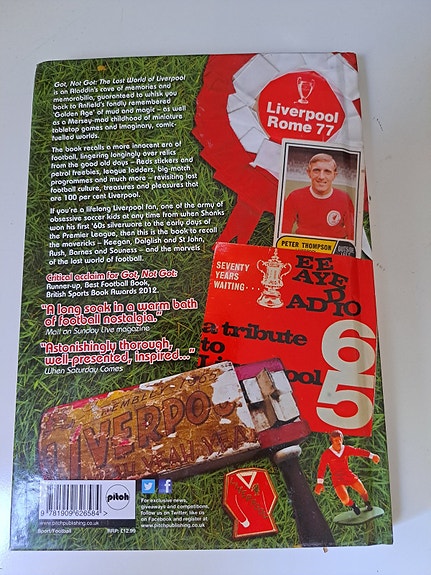 Got, Not Got: The Lost World of Liverpool
is an Aladdin's cave of memories and
memorabilia, guaranteed to whisk you
back to Anfield's fondly remembered
'Golden Age' of mud and magic – as well
as a Mersey-mad childhood of miniature
tabletop games and imaginary, comic-
fuelled worlds.
The book recalls a more innocent era of
football, lingering longingly over relics
from the good old days – Reds stickers and
petrol freebies, league ladders, big-match
programmes and much more – revisiting lost
football culture, treasures and pleasures that
are 100 per cent Liverpool.
If you're a lifelong Liverpool fan, one of the army of
obsessive soccer kids at any time from when Shanks
won his first '60s silverware to the early days of
the Premier League, then this is the book to recall
the mavericks – Keegan, Dalglish and St John,
Rush, Barnes and Souness – and the marvels
of the lost world of football.
Critical acclaim for Got, Not Got:
Runner-up, Best Football Book,
British Sports Book Awards 2012.
"A long soak in a warm bath
of football nostalgia."
Mail on Sunday Live magazine
"Astonishingly thorough,
well-presented, inspired..."
When Saturday Comes
Liverpool
Rome 77
PETER THOMPSON
SEVENTY
YEARS
WAITING...
EE
AYE
D
ADIO
a tribute
to
Liverpool
65
LIVERPOO
9 781909 626584 >
pitch
www.pitchpublishing.co.uk
Sport/Football
RRP: £12.99
For exclusive news,
giveaways and competitions,
follow us on Twitter, like us
on Facebook and register at
www.pitchpublishing.co.uk